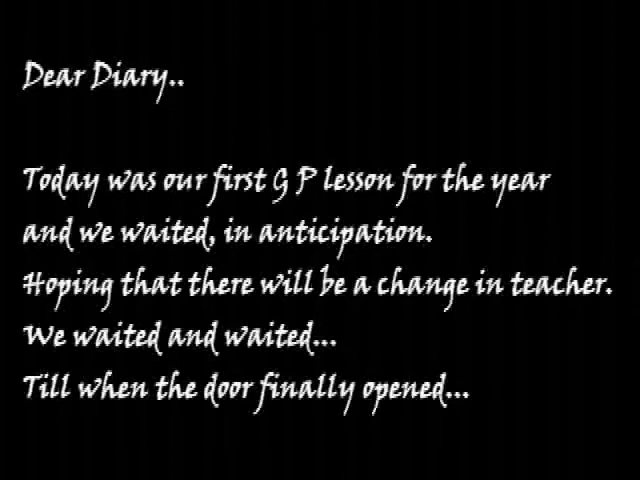 Dear Diary..
Today was our first G P lesson for the year
and we waited, in anticipation.
Hoping that there will be a change in teacher.
We waited and waited...
Till when the door finally opened...